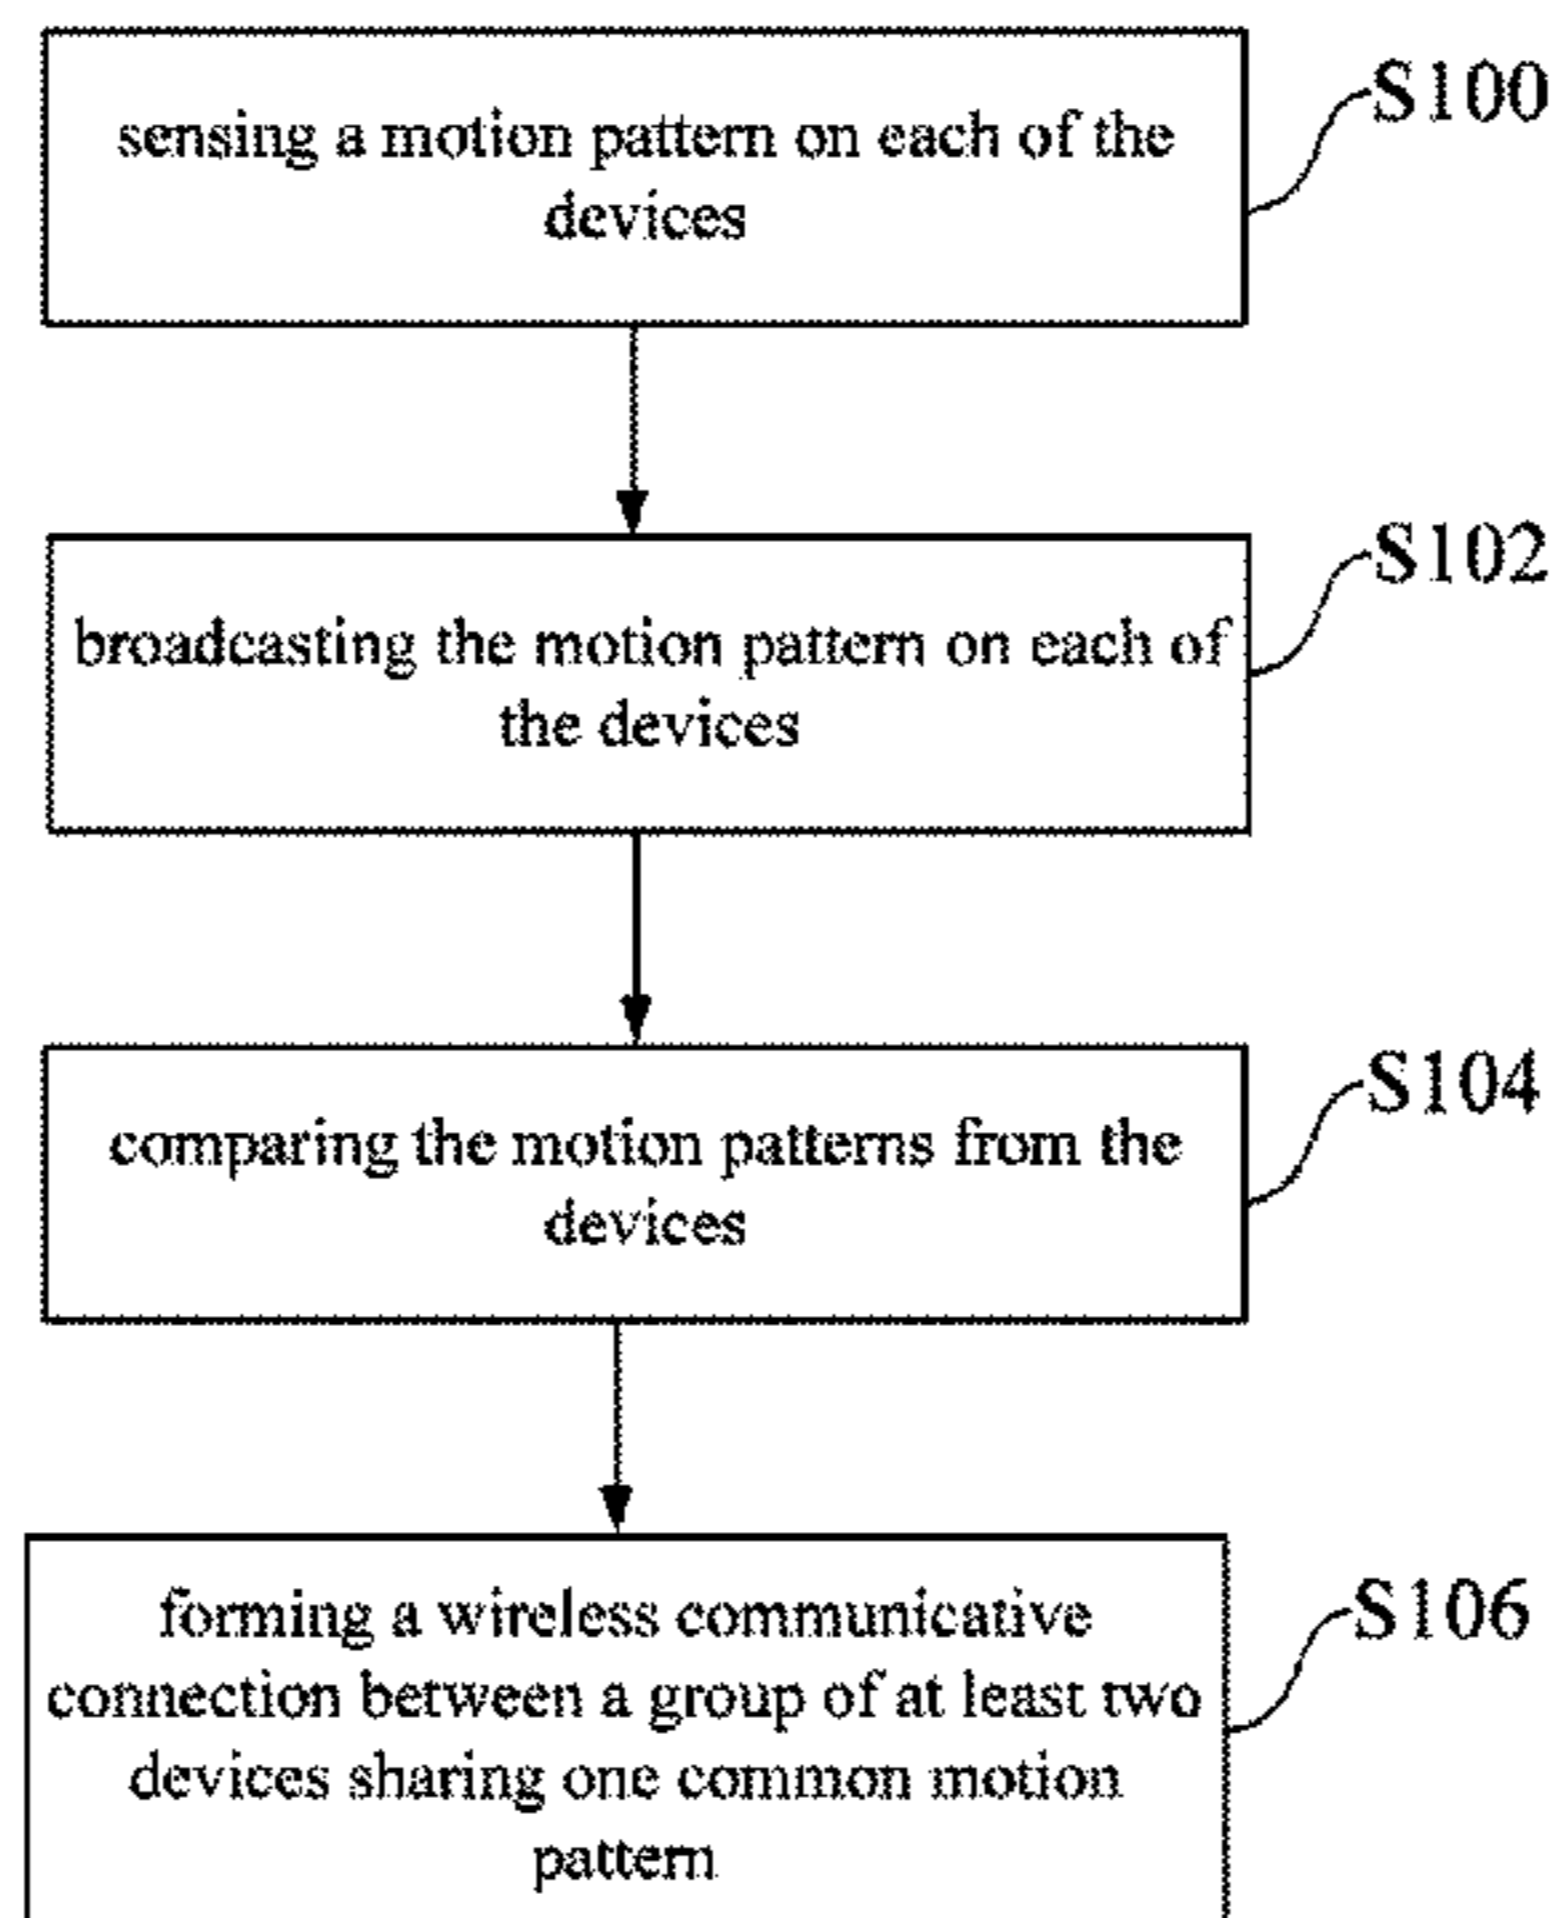 sensing a motion pattern on each of the
devices
S100
broadcasting the motion pattern on each of
the devices
S102
comparing the motion patterns from the
devices
S104
forming a wireless communicative
connection between a group of at least two
devices sharing one common motion
pattern
S106